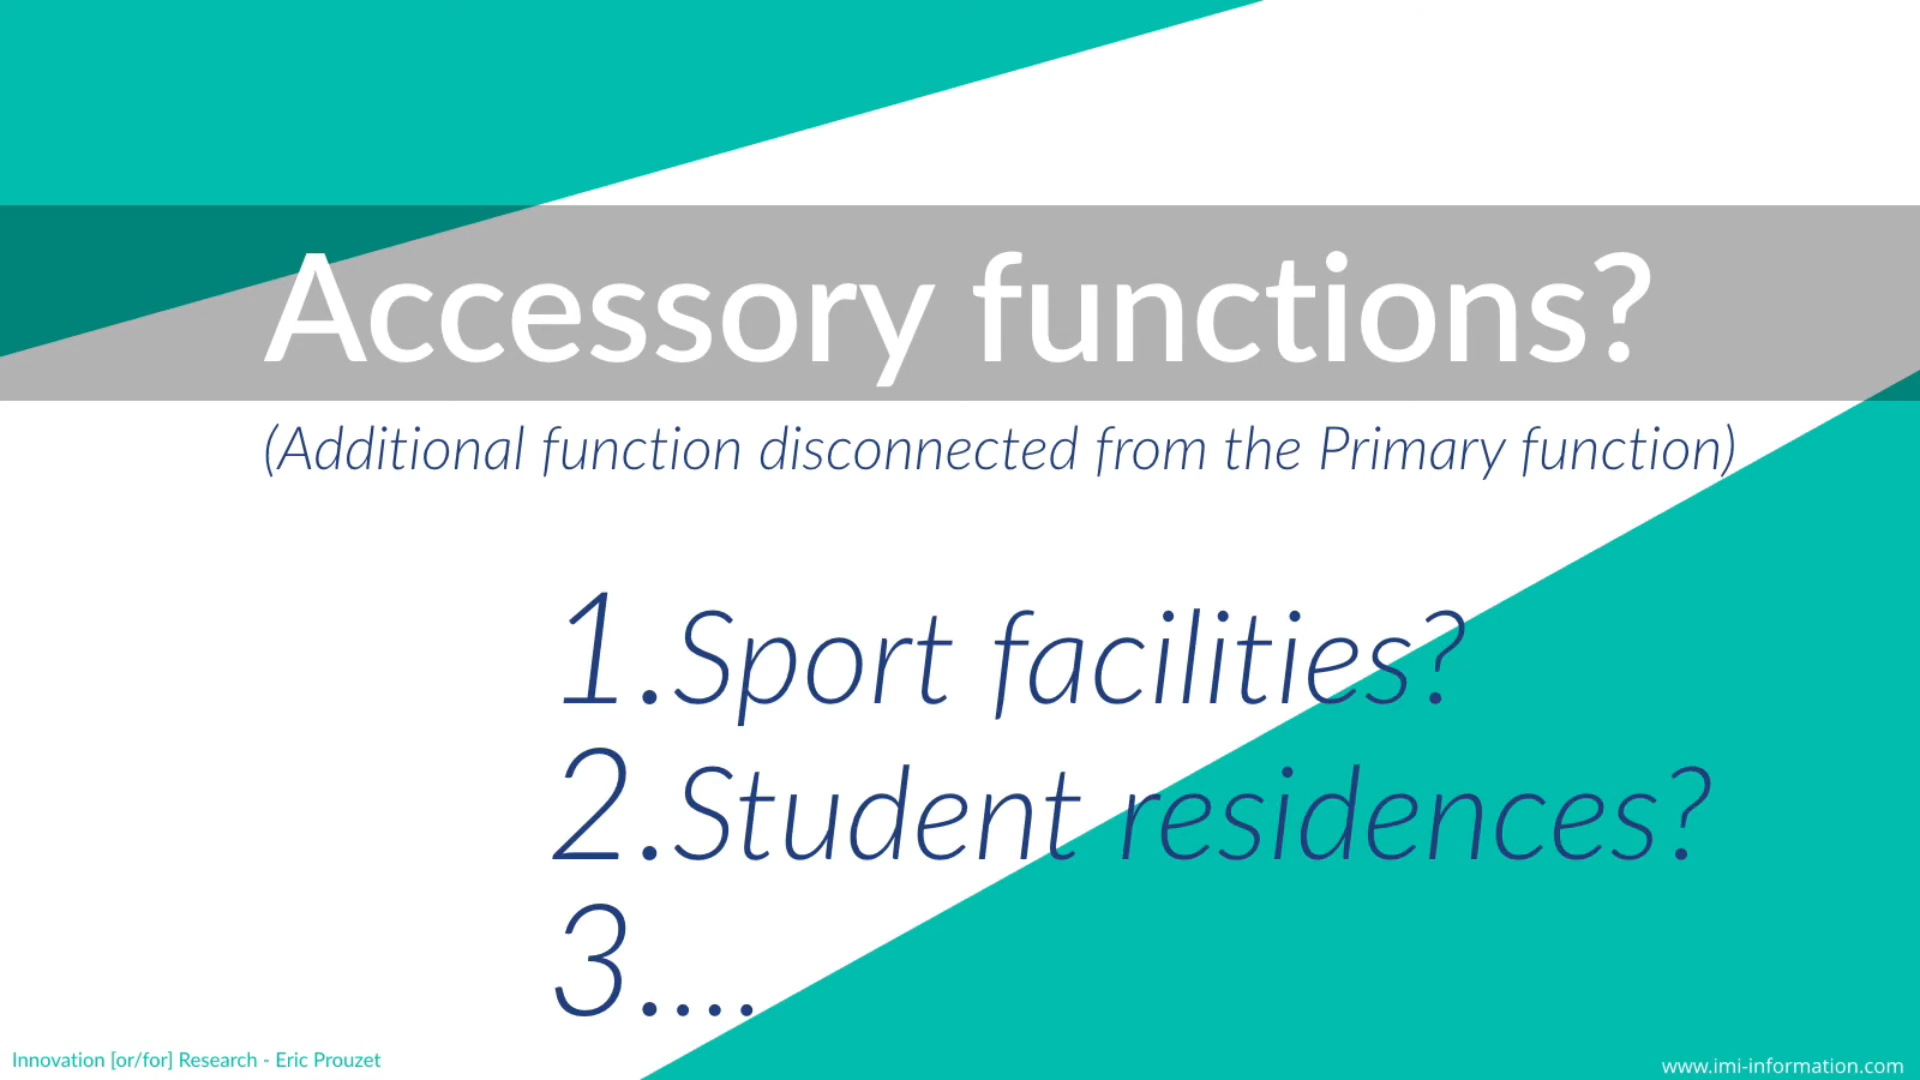 Accessory functions?
(Additional function disconnected from the Primary function)
1.Sport facilities?
2.Student residences?
3....
Innovation [or/for] Research - Eric Prouzet
www.imi-information.com